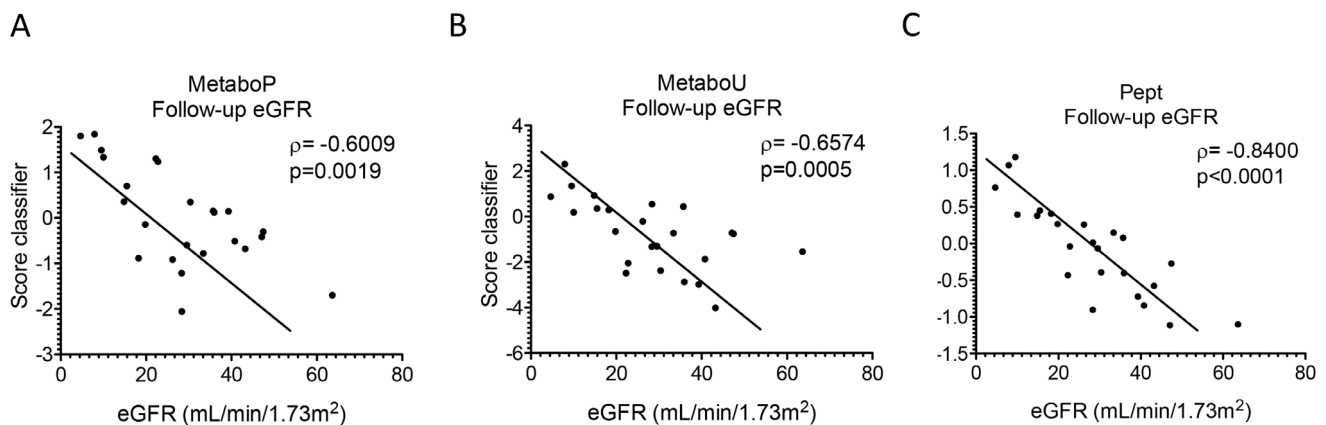 A
MetaboP
Follow-up eGFR
ρ= -0.6009
p=0.0019
Score classifier
2
1
0
-1
-2
-3
0 20 40 60 80
eGFR (mL/min/1.73m²)
B
MetaboU
Follow-up eGFR
ρ= -0.6574
p=0.0005
4
2
0
-2
-4
-6
0 20 40 60 80
eGFR (mL/min/1.73m²)
C
Pept
Follow-up eGFR
ρ= -0.8400
p<0.0001
1.5
1.0
0.5
0.0
-0.5
-1.0
-1.5
0 20 40 60 80
eGFR (mL/min/1.73m²)